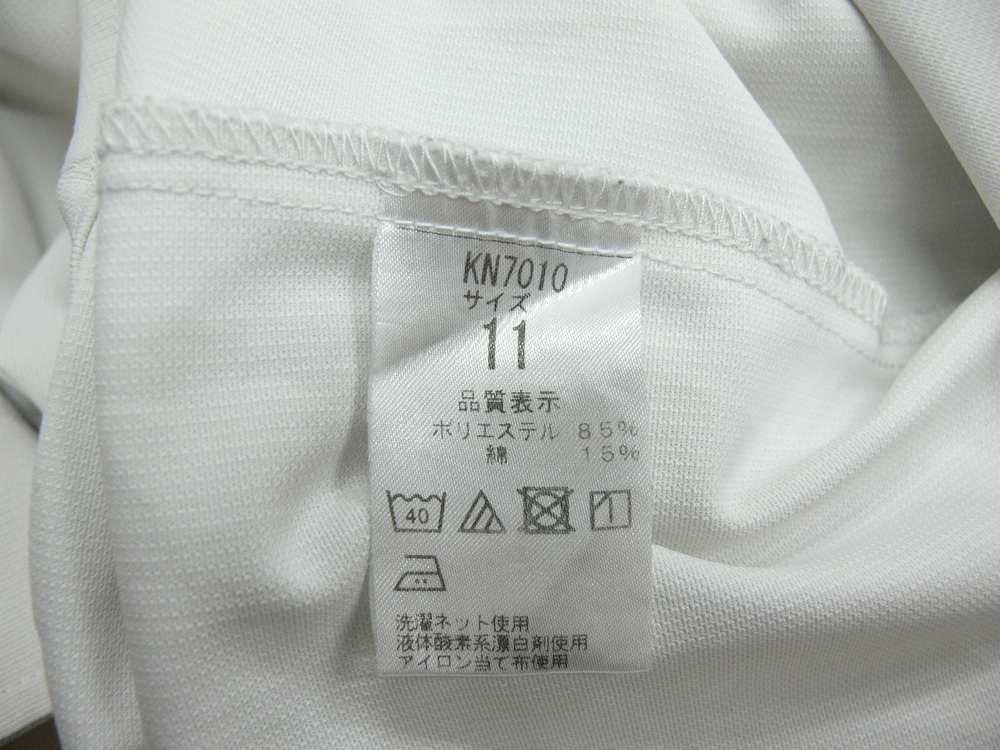 KN7010
サイズ
11
品質表示
ポリエステル 85%
綿 15%
40
洗濯ネット使用
液体酸素系漂白剤使用
アイロン当て布使用